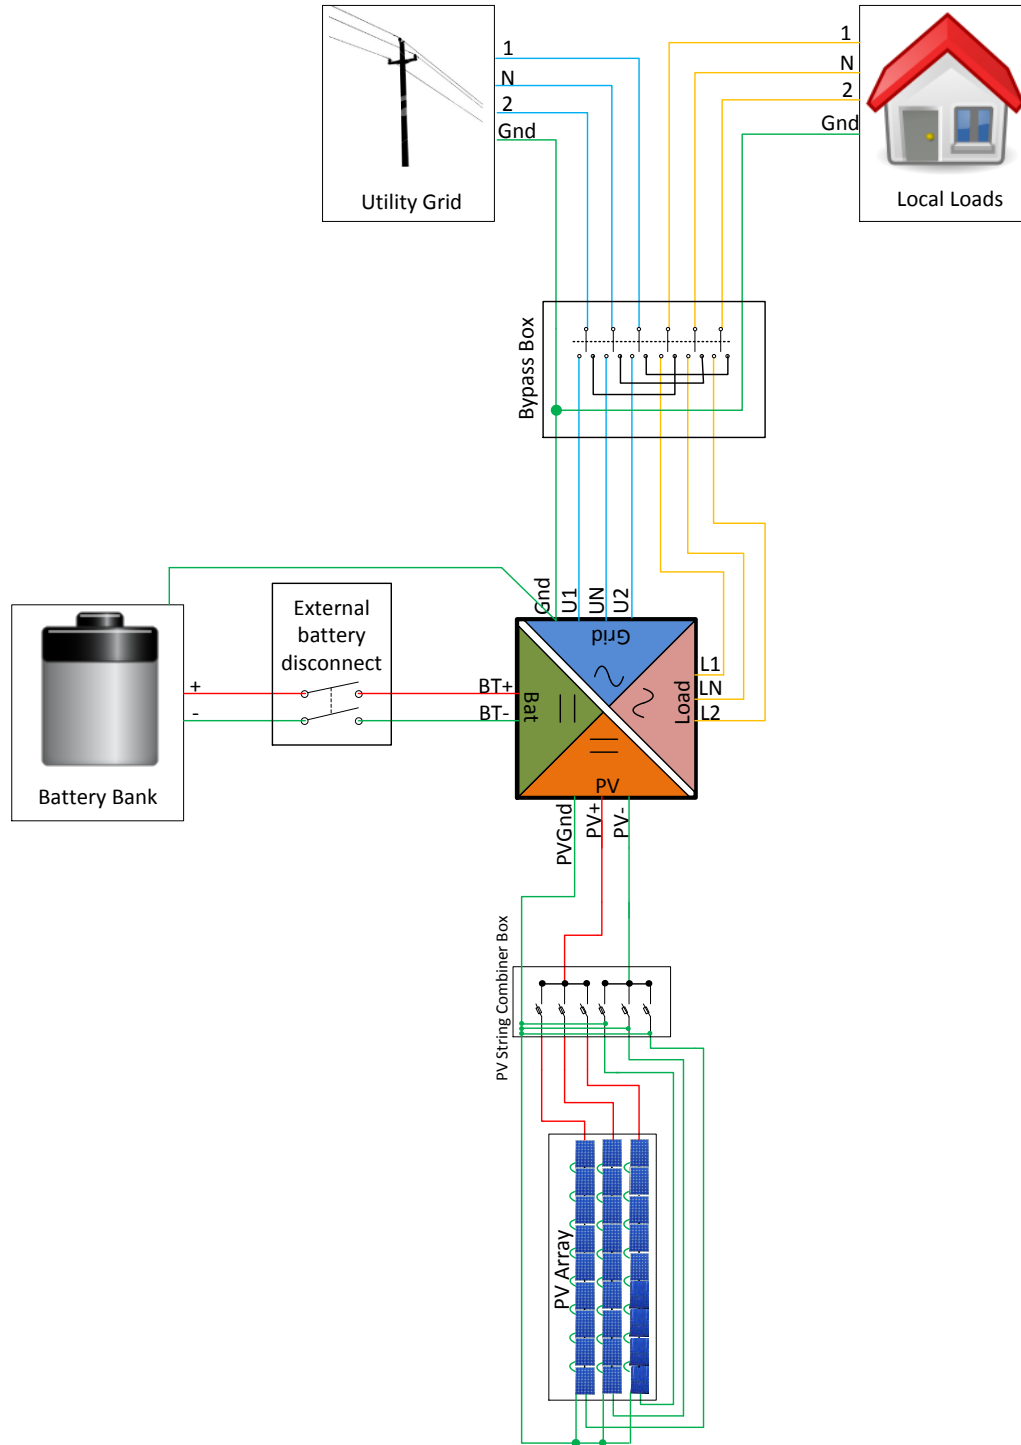 1
N
2
Gnd
Utility Grid
1
N
2
Gnd
Local Loads
Bypass Box
Gnd
U1
UN
U2
External
battery
disconnect
+
-
BT+
BT-
Battery Bank
Grid
Bat
Load
PV
L1
LN
L2
PVGnd
PV+
PV-
PV String Combiner Box
PV Array